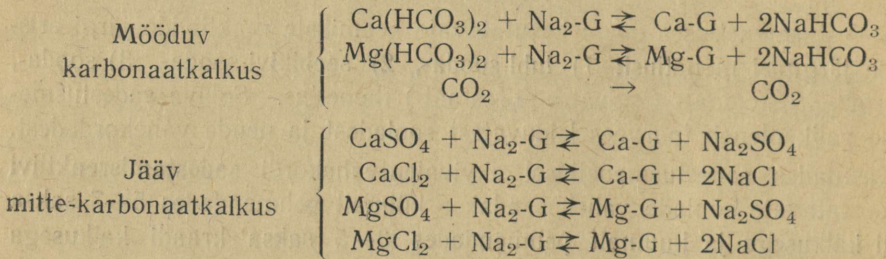 Mööduv
karbonaatkalkus
Ca(HCO₃)₂ + Na₂-G ⇄ Ca-G + 2NaHCO₃
Mg(HCO₃)₂ + Na₂-G ⇄ Mg-G + 2NaHCO₃
CO₂ → CO₂
Jääv
mitte-karbonaatkalkus
CaSO₄ + Na₂-G ⇄ Ca-G + Na₂SO₄
CaCl₂ + Na₂-G ⇄ Ca-G + 2NaCl
MgSO₄ + Na₂-G ⇄ Mg-G + Na₂SO₄
MgCl₂ + Na₂-G ⇄ Mg-G + 2NaCl